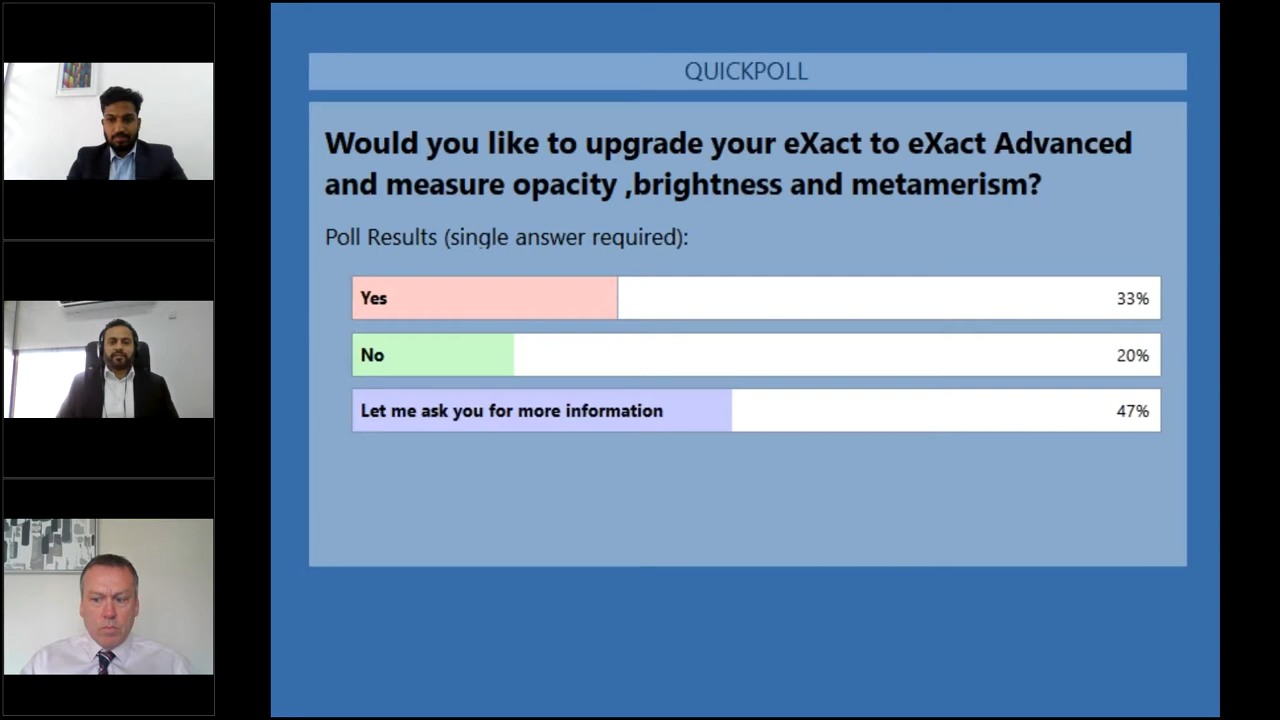 QUICKPOLL
Would you like to upgrade your eXact to eXact Advanced
and measure opacity ,brightness and metamerism?
Poll Results (single answer required):
Yes 33%
No 20%
Let me ask you for more information 47%